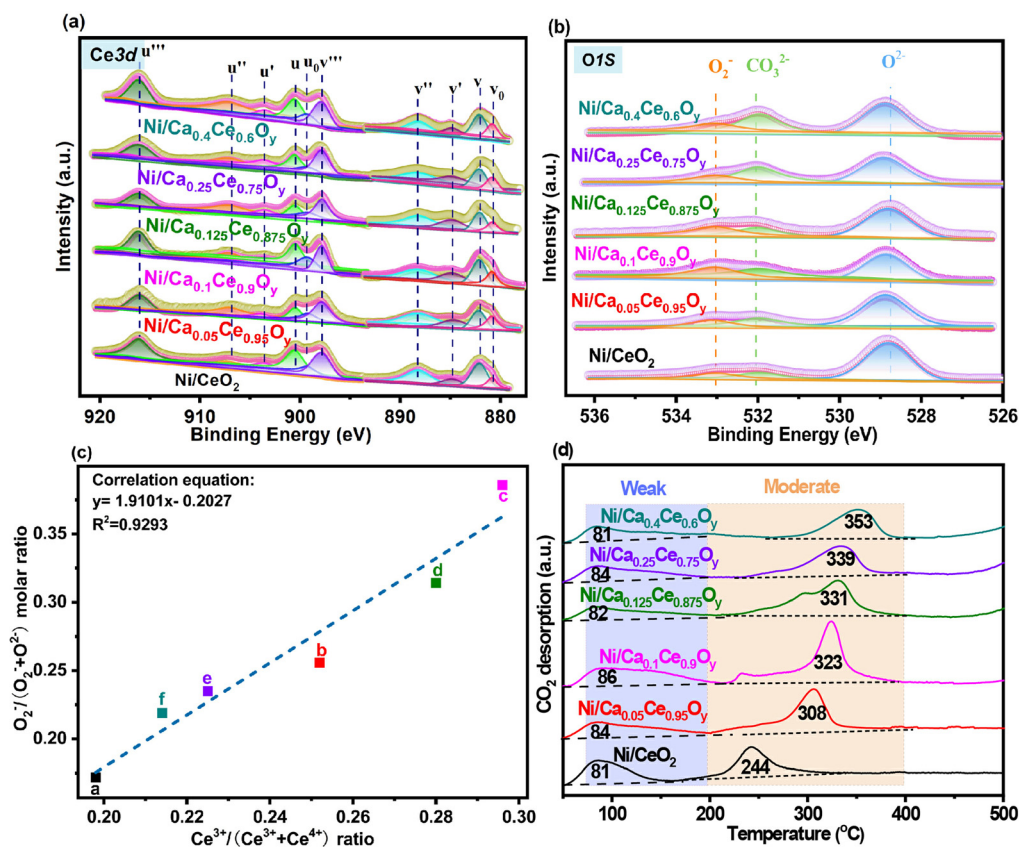 (a)
Ce3d
u'''
u'' u' u u₀ v''' v'' v' v v₀
Ni/Ca₀.₄Ce₀.₆Oy
Ni/Ca₀.₂₅Ce₀.₇₅Oy
Ni/Ca₀.₁₂₅Ce₀.₈₇₅Oy
Ni/Ca₀.₁Ce₀.₉Oy
Ni/Ca₀.₀₅Ce₀.₉₅Oy
Ni/CeO₂
Intensity (a.u.)
920 910 900 890 880
Binding Energy (eV)
(b)
O1S
O₂⁻ CO₃²⁻ O²⁻
Ni/Ca₀.₄Ce₀.₆Oy
Ni/Ca₀.₂₅Ce₀.₇₅Oy
Ni/Ca₀.₁₂₅Ce₀.₈₇₅Oy
Ni/Ca₀.₁Ce₀.₉Oy
Ni/Ca₀.₀₅Ce₀.₉₅Oy
Ni/CeO₂
Intensity (a.u.)
536 534 532 530 528 526
Binding Energy (eV)
(c)
Correlation equation:
y= 1.9101x- 0.2027
R²=0.9293
c
d
b
e
f
a
0.35
0.30
0.25
0.20
O₂⁻/(O₂⁻+O²⁻) molar ratio
0.20 0.22 0.24 0.26 0.28 0.30
Ce³⁺/(Ce³⁺+Ce⁴⁺) ratio
(d)
Weak Moderate
Ni/Ca₀.₄Ce₀.₆Oy
81 353
Ni/Ca₀.₂₅Ce₀.₇₅Oy
84 339
Ni/Ca₀.₁₂₅Ce₀.₈₇₅Oy
82 331
Ni/Ca₀.₁Ce₀.₉Oy
86 323
Ni/Ca₀.₀₅Ce₀.₉₅Oy
84 308
Ni/CeO₂
81 244
CO₂ desorption (a.u.)
100 200 300 400 500
Temperature (°C)